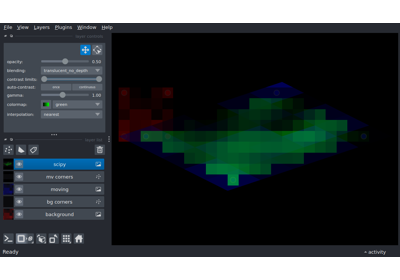 File View Layers Plugins Window Help
opacity: 0.50
blending: translucent_no_depth
contrast limits:
auto-contrast: once continuous
gamma: 1.00
colormap: green
interpolation: nearest
scipy
mv corners
moving
bg corners
background
Ready activity